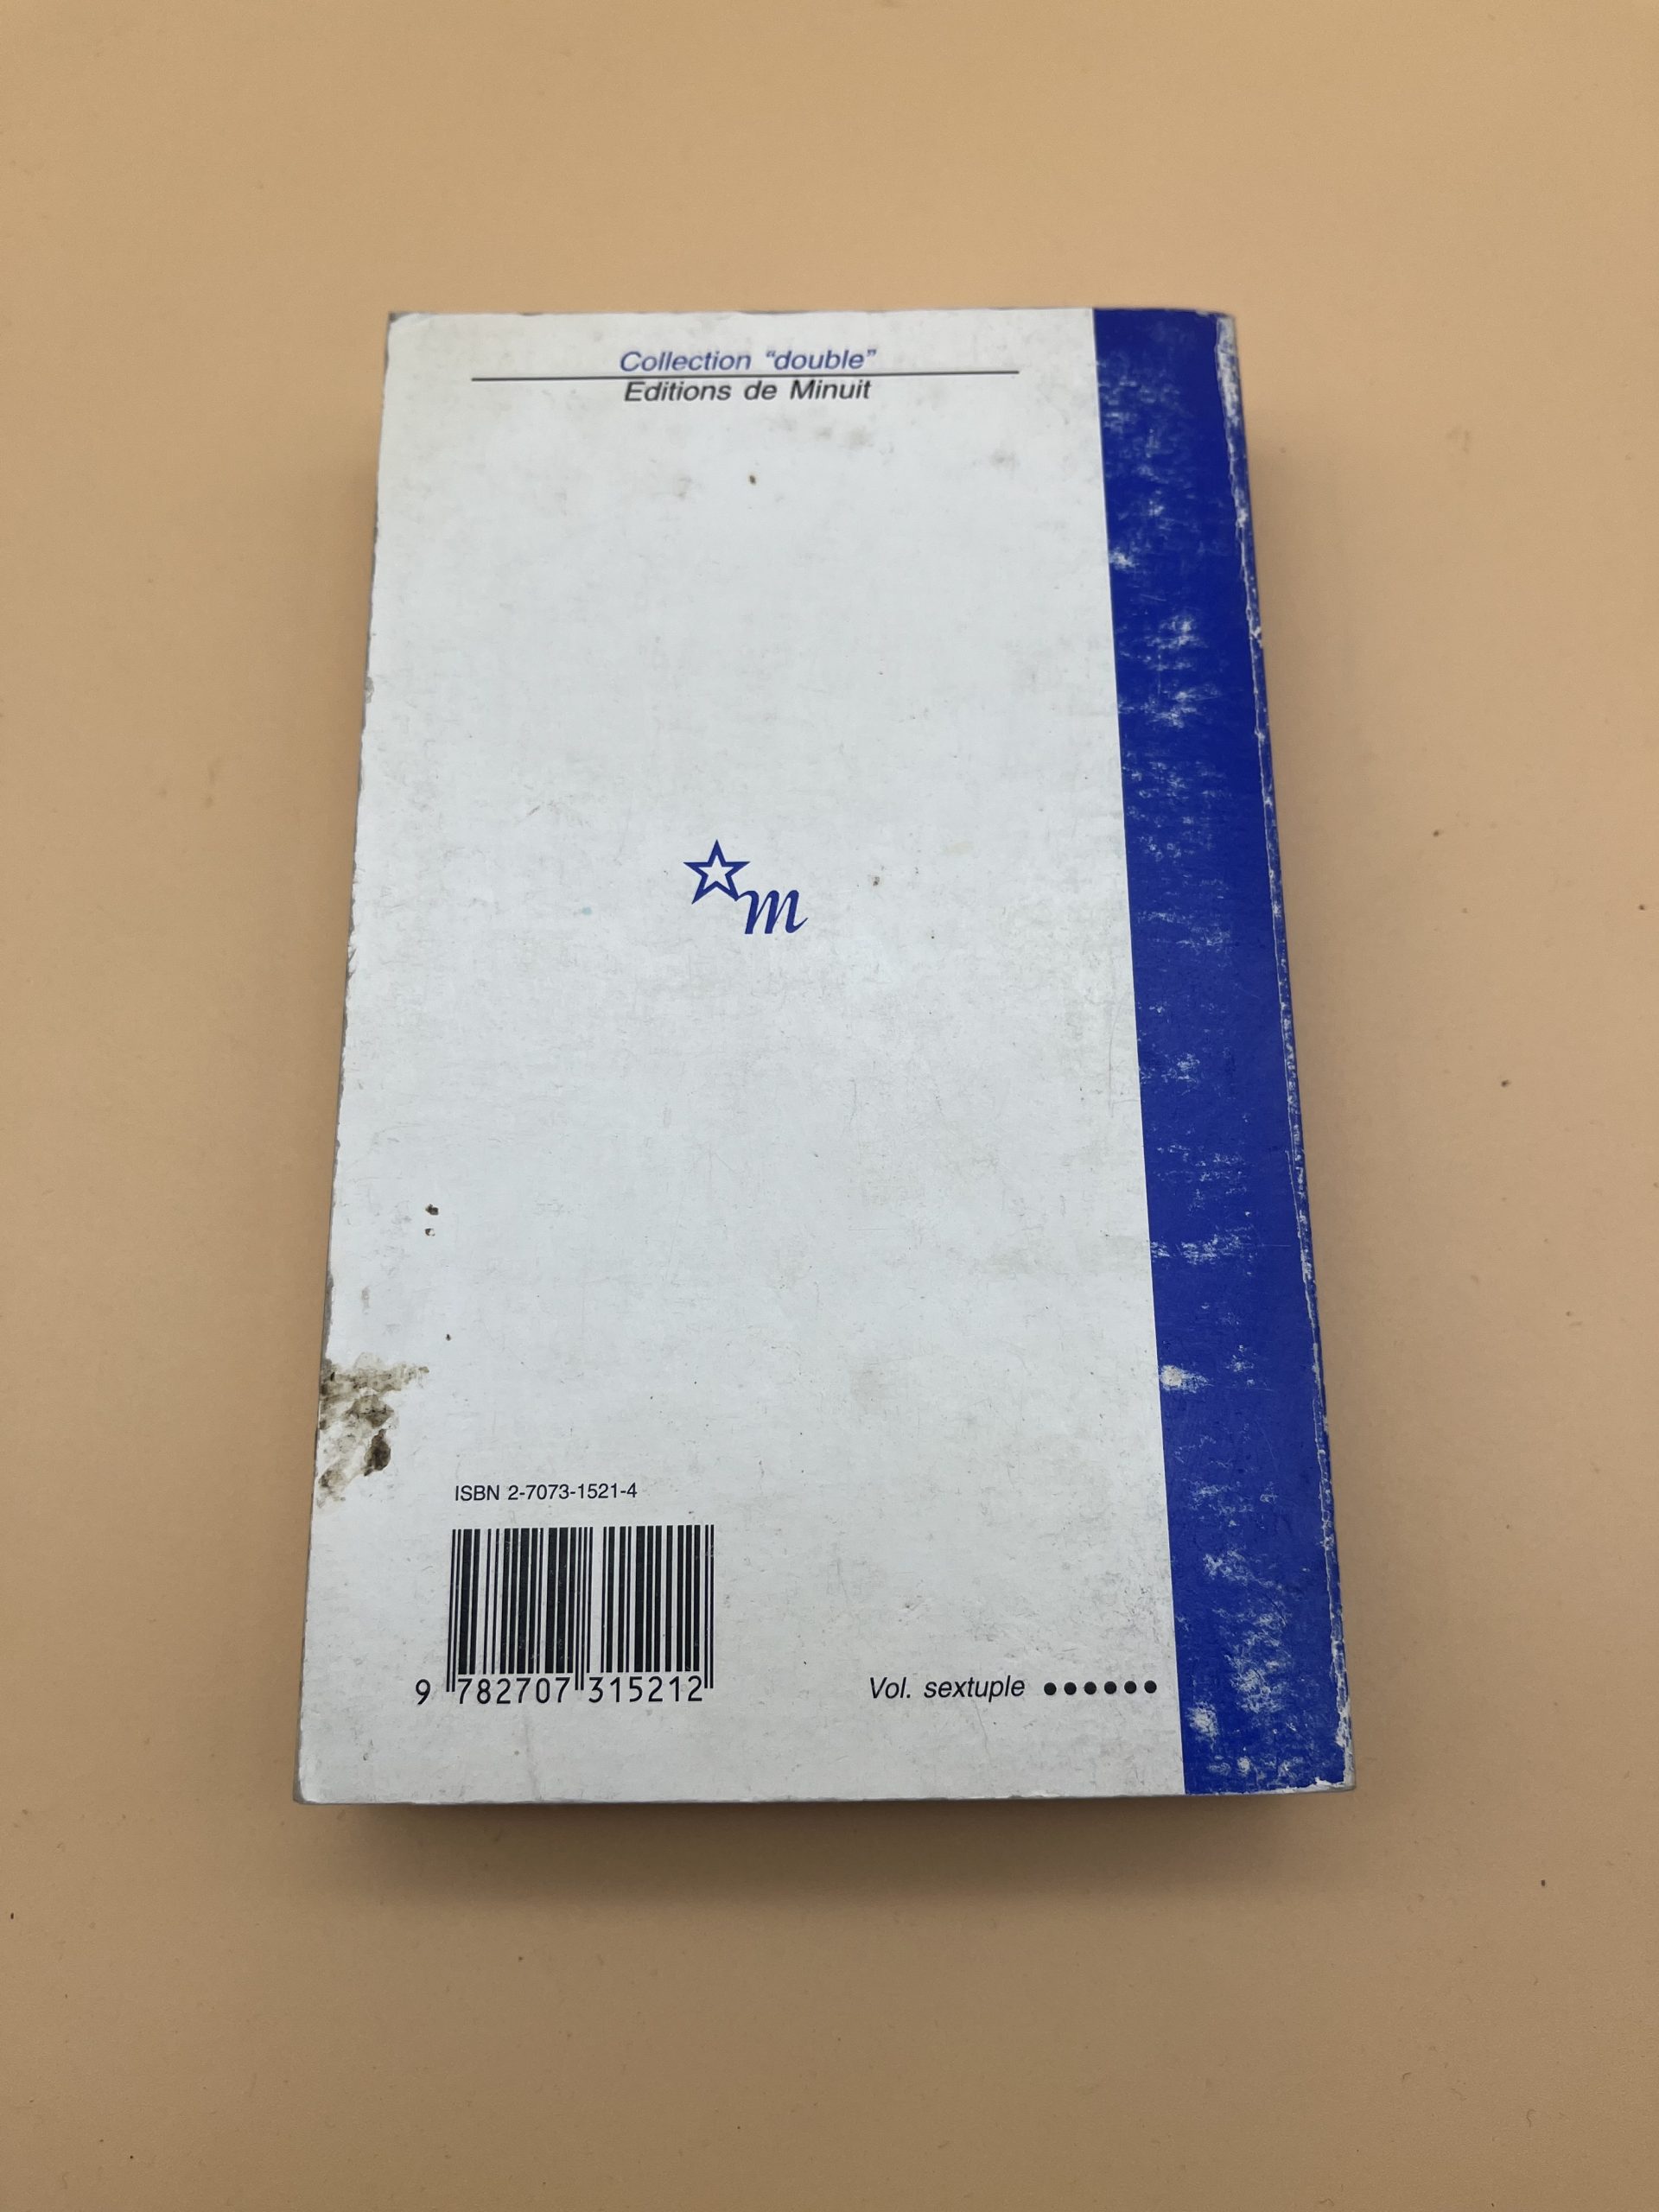 Collection “double”
Editions de Minuit
m
ISBN 2-7073-1521-4
9 782707 315212
Vol. sextuple ●●●●●●